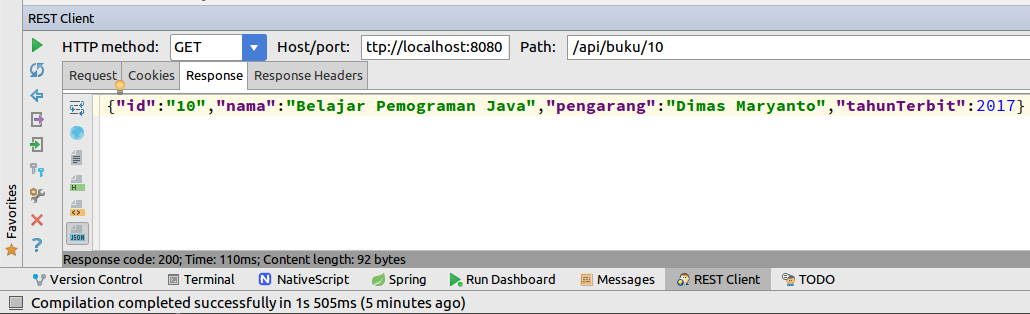 REST Client
HTTP method: GET Host/port: ttp://localhost:8080 Path: /api/buku/10
Request Cookies Response Response Headers
{"id":"10","nama":"Belajar Pemograman Java","pengarang":"Dimas Maryanto","tahunTerbit":2017}
H
JSON
?
Favorites
Response code: 200; Time: 110ms; Content length: 92 bytes
Version Control Terminal N NativeScript Spring Run Dashboard Messages REST Client TODO
Compilation completed successfully in 1s 505ms (5 minutes ago)